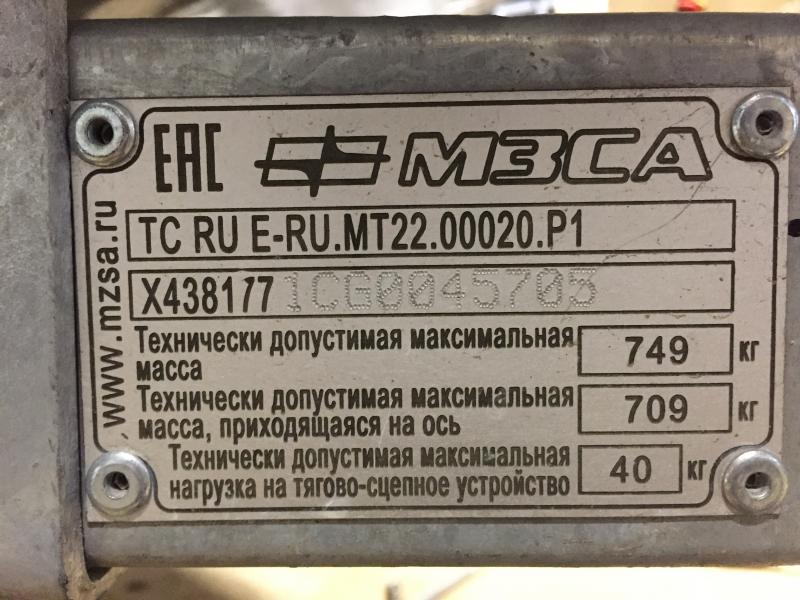 EAC МЗСА
TC RU E-RU.MT22.00020.P1
X438177 1CG0045705
Технически допустимая максимальная
масса 749 кг
Технически допустимая максимальная
масса, приходящаяся на ось 709 кг
Технически допустимая максимальная
нагрузка на тягово-сцепное устройство 40 кг
www.mzsa.ru